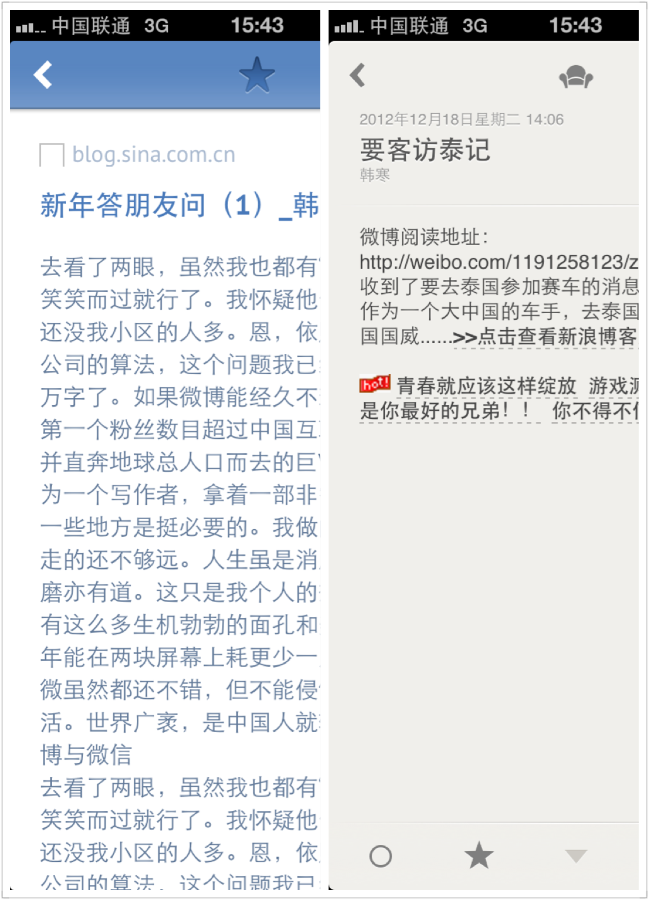 中国联通 3G 15:43
blog.sina.com.cn
新年答朋友问（1）_韩
去看了两眼，虽然我也都有
笑笑而过就行了。我怀疑他
还没我小区的人多。恩，依
公司的算法，这个问题我已
万字了。如果微博能经久不
第一个粉丝数目超过中国互
并直奔地球总人口而去的巨
为一个写作者，拿着一部非
一些地方是挺必要的。我做
走的还不够远。人生虽是消
磨亦有道。这只是我个人的
有这么多生机勃勃的面孔和
年能在两块屏幕上耗更少一
微虽然都还不错，但不能侵
活。世界广袤，是中国人就
博与微信
去看了两眼，虽然我也都有
笑笑而过就行了。我怀疑他
还没我小区的人多。恩，依
公司的算法，这个问题我已
中国联通 3G 15:43
2012年12月18日星期二 14:06
要客访泰记
韩寒
微博阅读地址：
http://weibo.com/1191258123/z
收到了要去泰国参加赛车的消息
作为一个大中国的车手，去泰国
国国威......>>点击查看新浪博客
hot! 青春就应该这样绽放 游戏测
是你最好的兄弟！！ 你不得不信